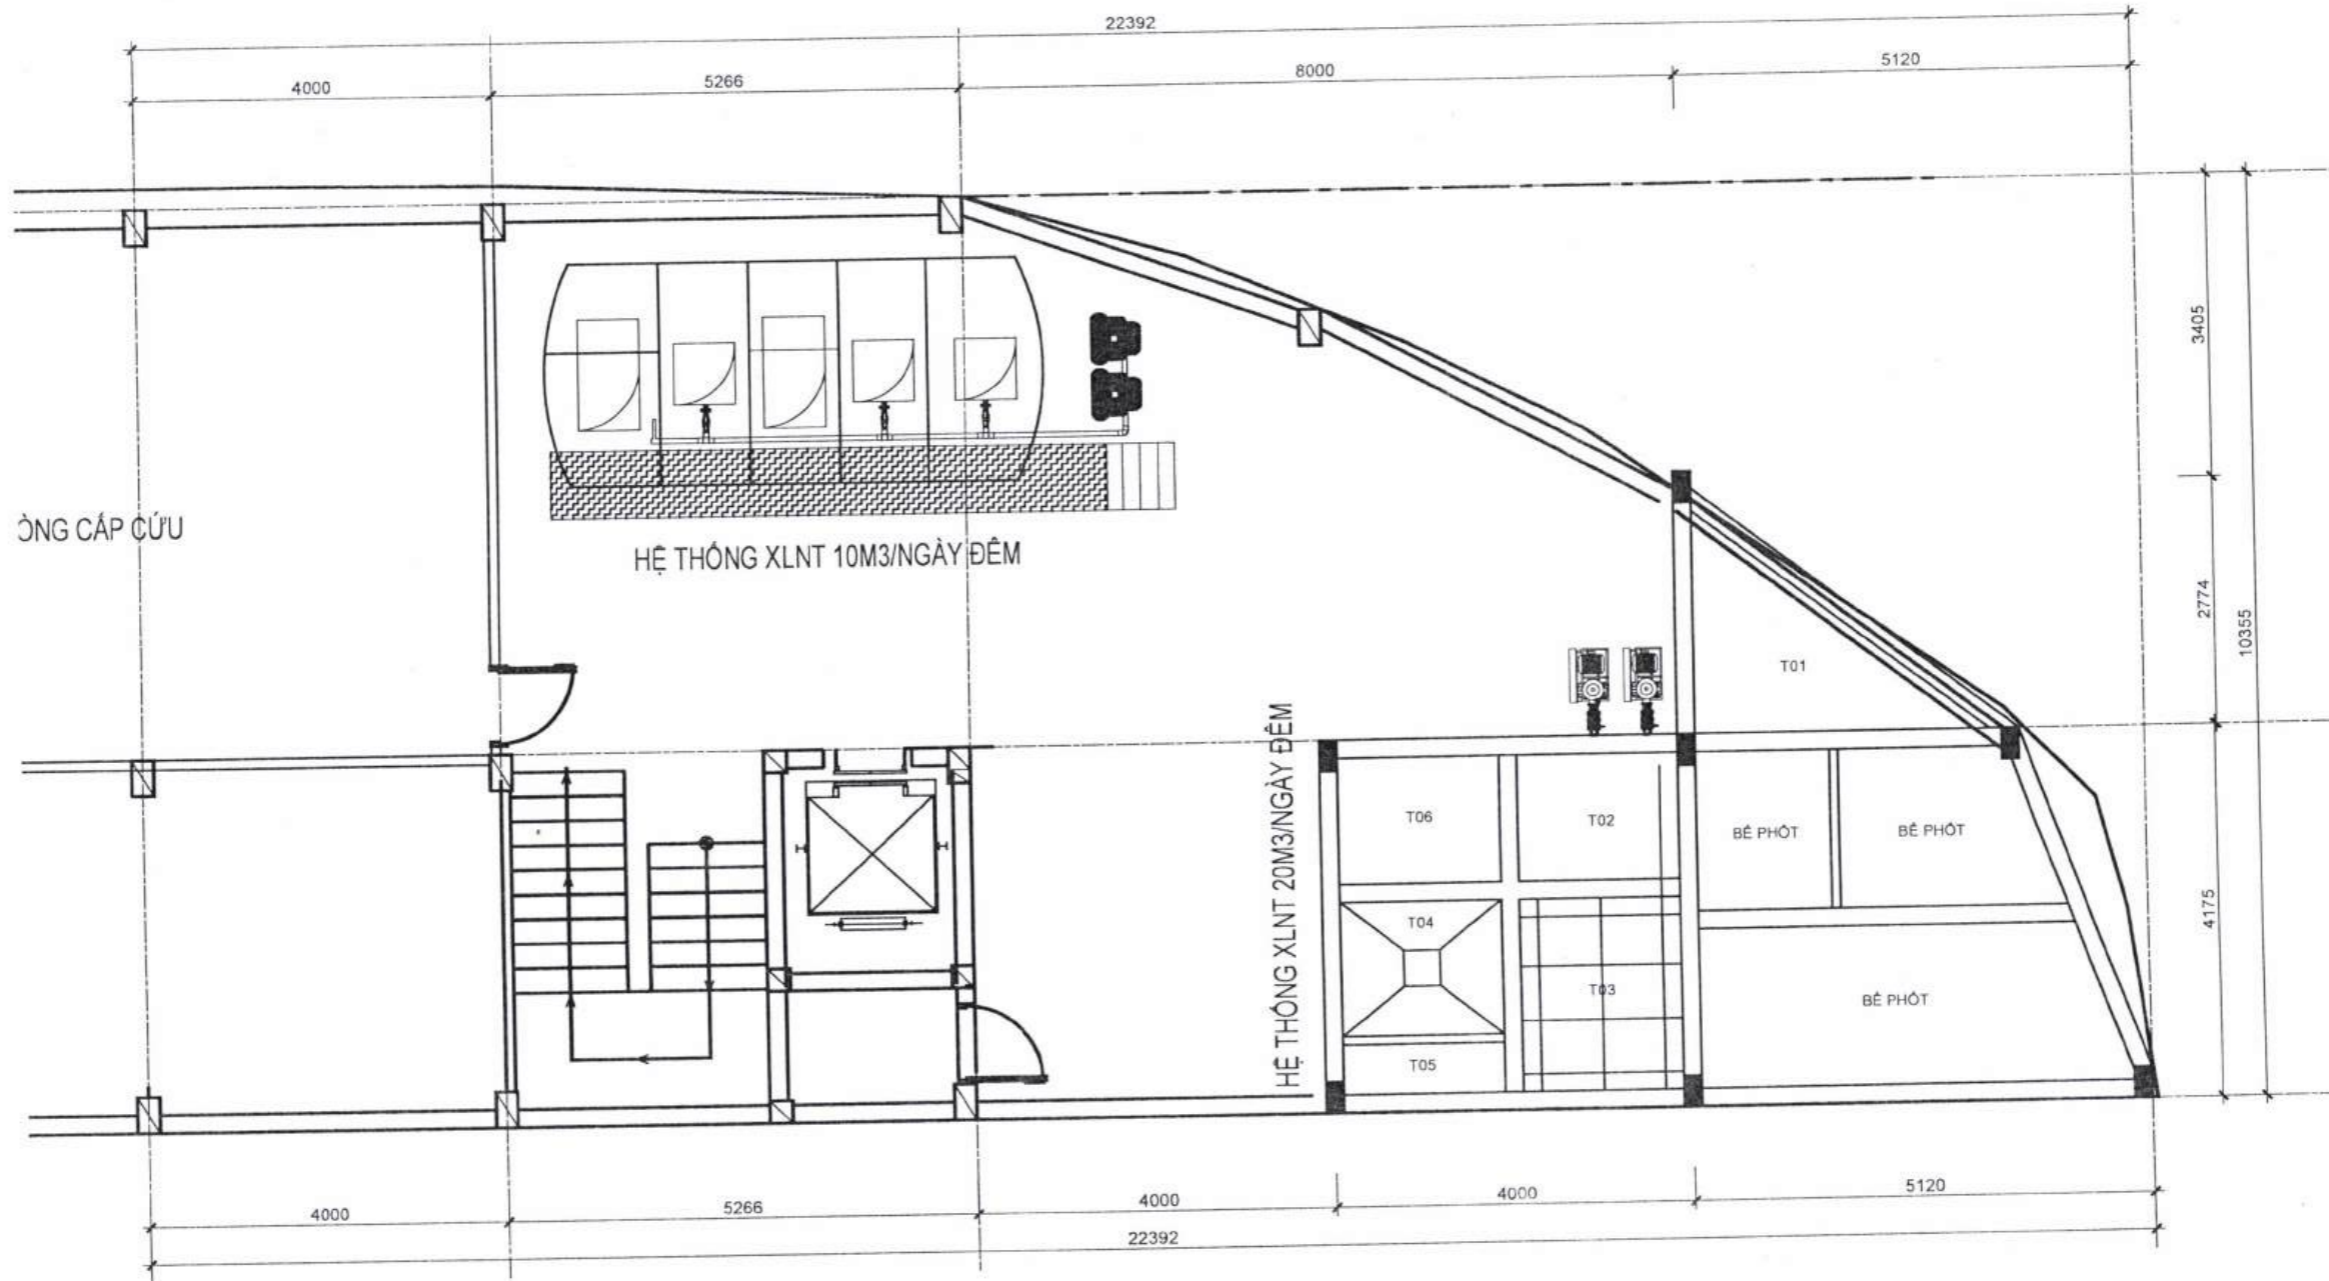 22392
4000
5266
8000
5120
3405
2774
10355
4175
CẤP CỨU
HỆ THỐNG XLNT 10M3/NGÀY ĐÊM
T01
HỆ THỐNG XLNT 20M3/NGÀY ĐÊM
T06
T02
BỂ PHỐT
BỂ PHỐT
T04
T03
BỂ PHỐT
T05
4000
5266
4000
4000
5120
22392